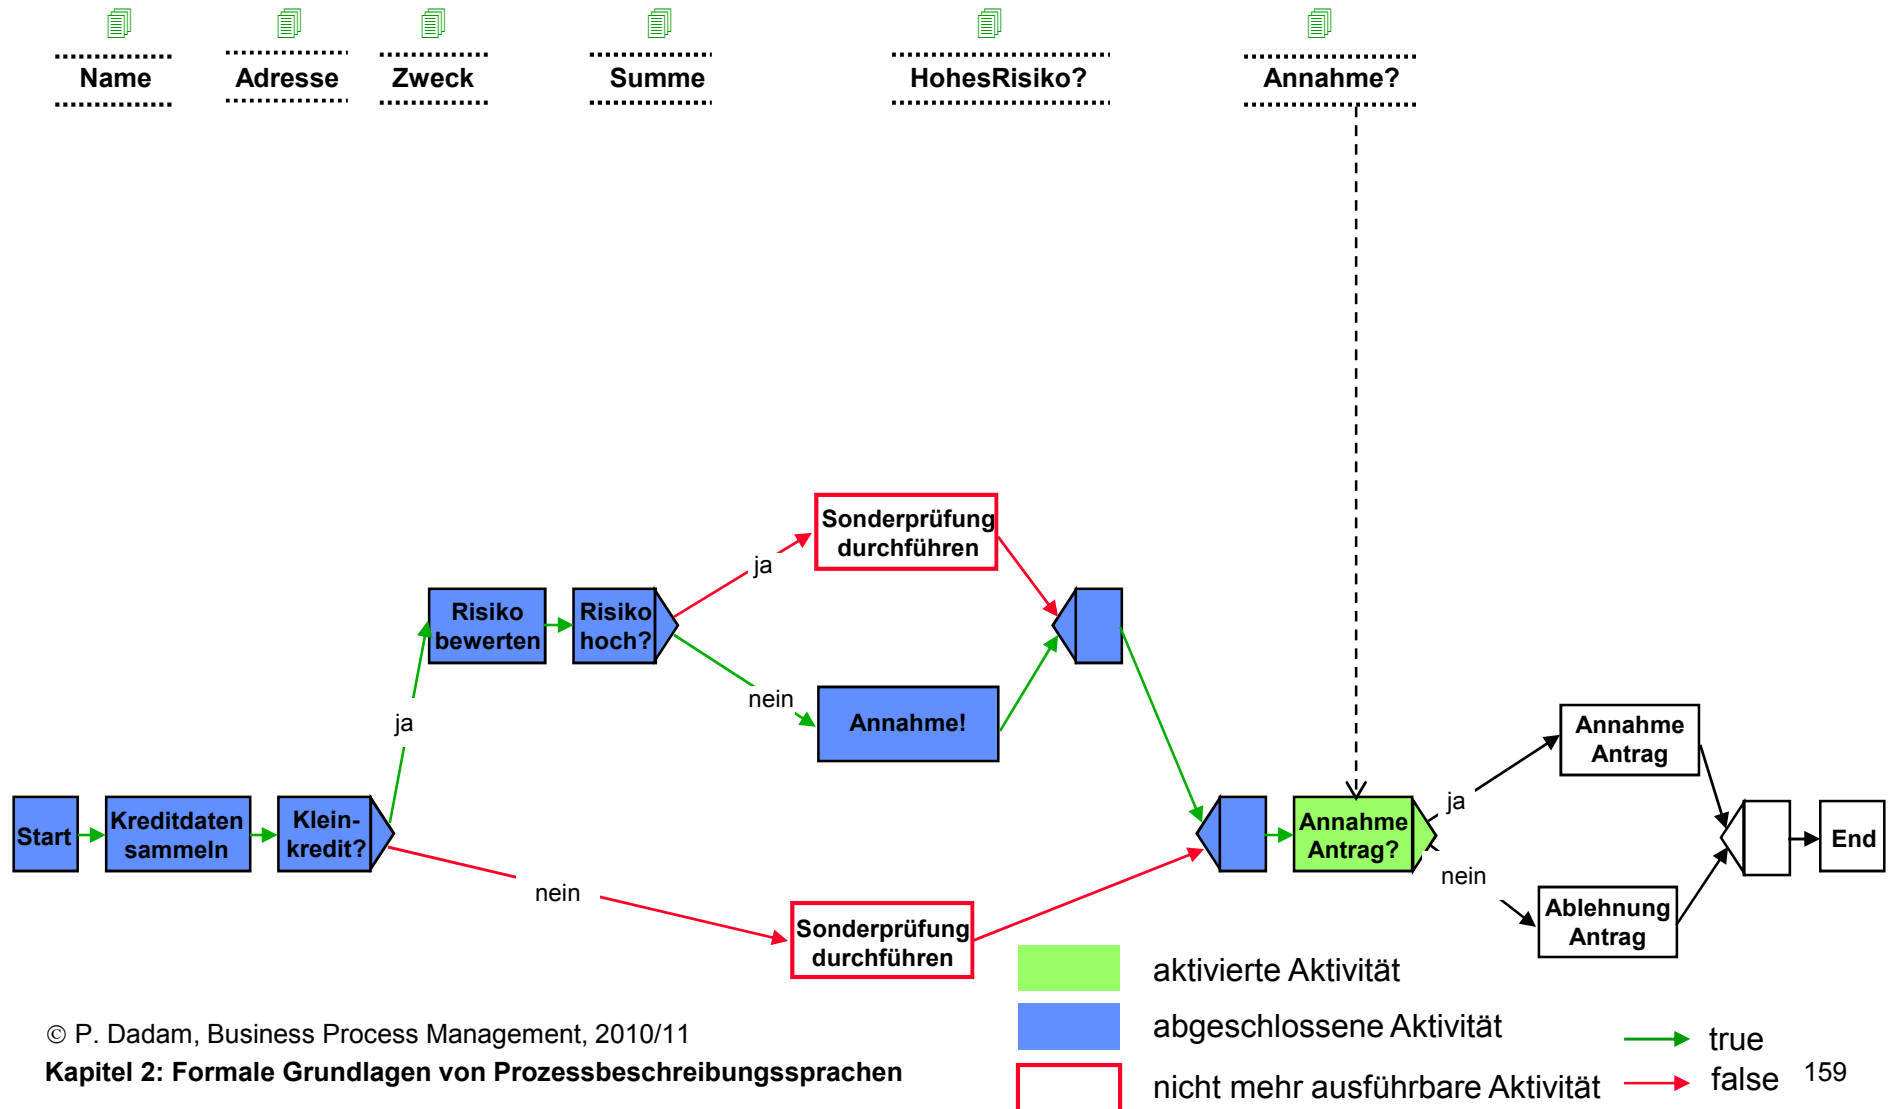 Name Adresse Zweck Summe HohesRisiko? Annahme?
Sonderprüfung
durchführen
ja
Risiko
bewerten
Risiko
hoch?
nein
Annahme!
ja
Annahme
Antrag
Start
Kreditdaten
sammeln
Klein-
kredit?
Annahme
Antrag?
ja
End
nein
nein
Sonderprüfung
durchführen
Ablehnung
Antrag
aktivierte Aktivität
abgeschlossene Aktivität
nicht mehr ausführbare Aktivität
true
false
© P. Dadam, Business Process Management, 2010/11
Kapitel 2: Formale Grundlagen von Prozessbeschreibungssprachen
159